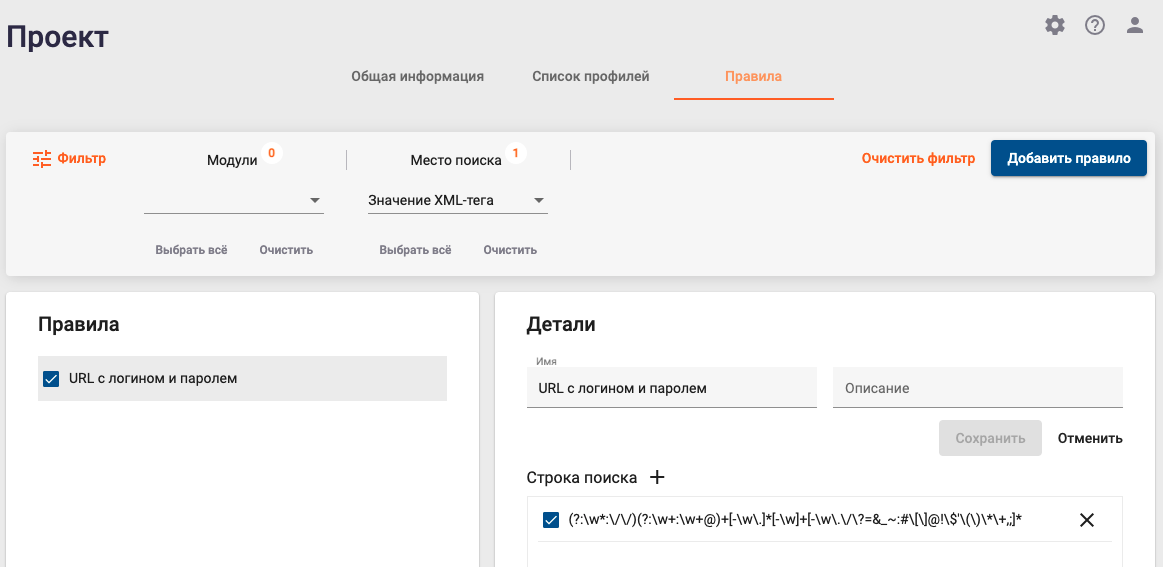 Проект
Общая информация Список профилей Правила
Фильтр Модули 0 Место поиска 1 Очистить фильтр Добавить правило
Значение XML-тега
Выбрать всё Очистить Выбрать всё Очистить
Правила
URL с логином и паролем
Детали
Имя
URL с логином и паролем Описание
Сохранить Отменить
Строка поиска
(?:\w*:\/\/)(?:\w+:\w+@)+[-\w\.]*[-\w]+[-\w\.\/\?=&_~:#\[\]@!\$'\(\)\*\+,;]*